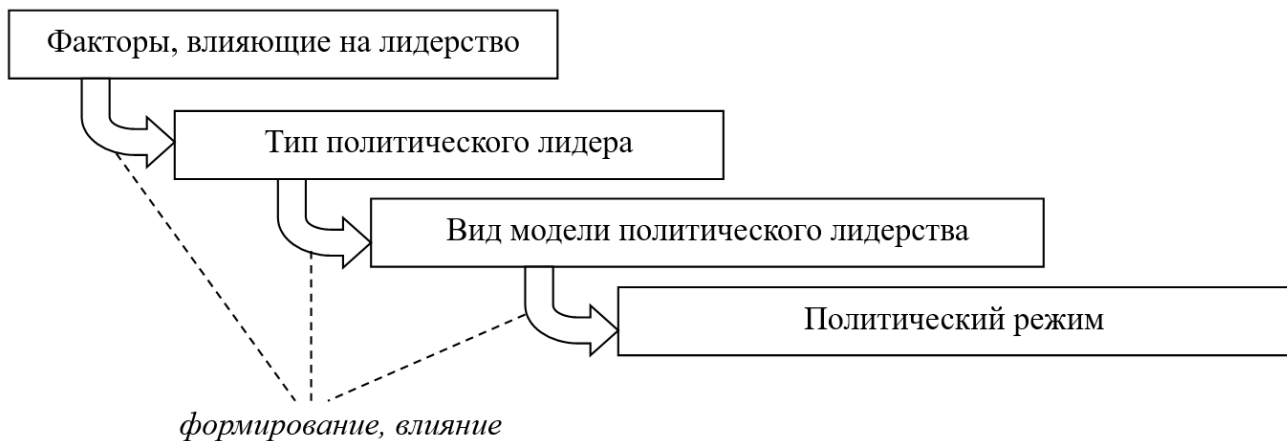 Факторы, влияющие на лидерство
Тип политического лидера
Вид модели политического лидерства
Политический режим
формирование, влияние